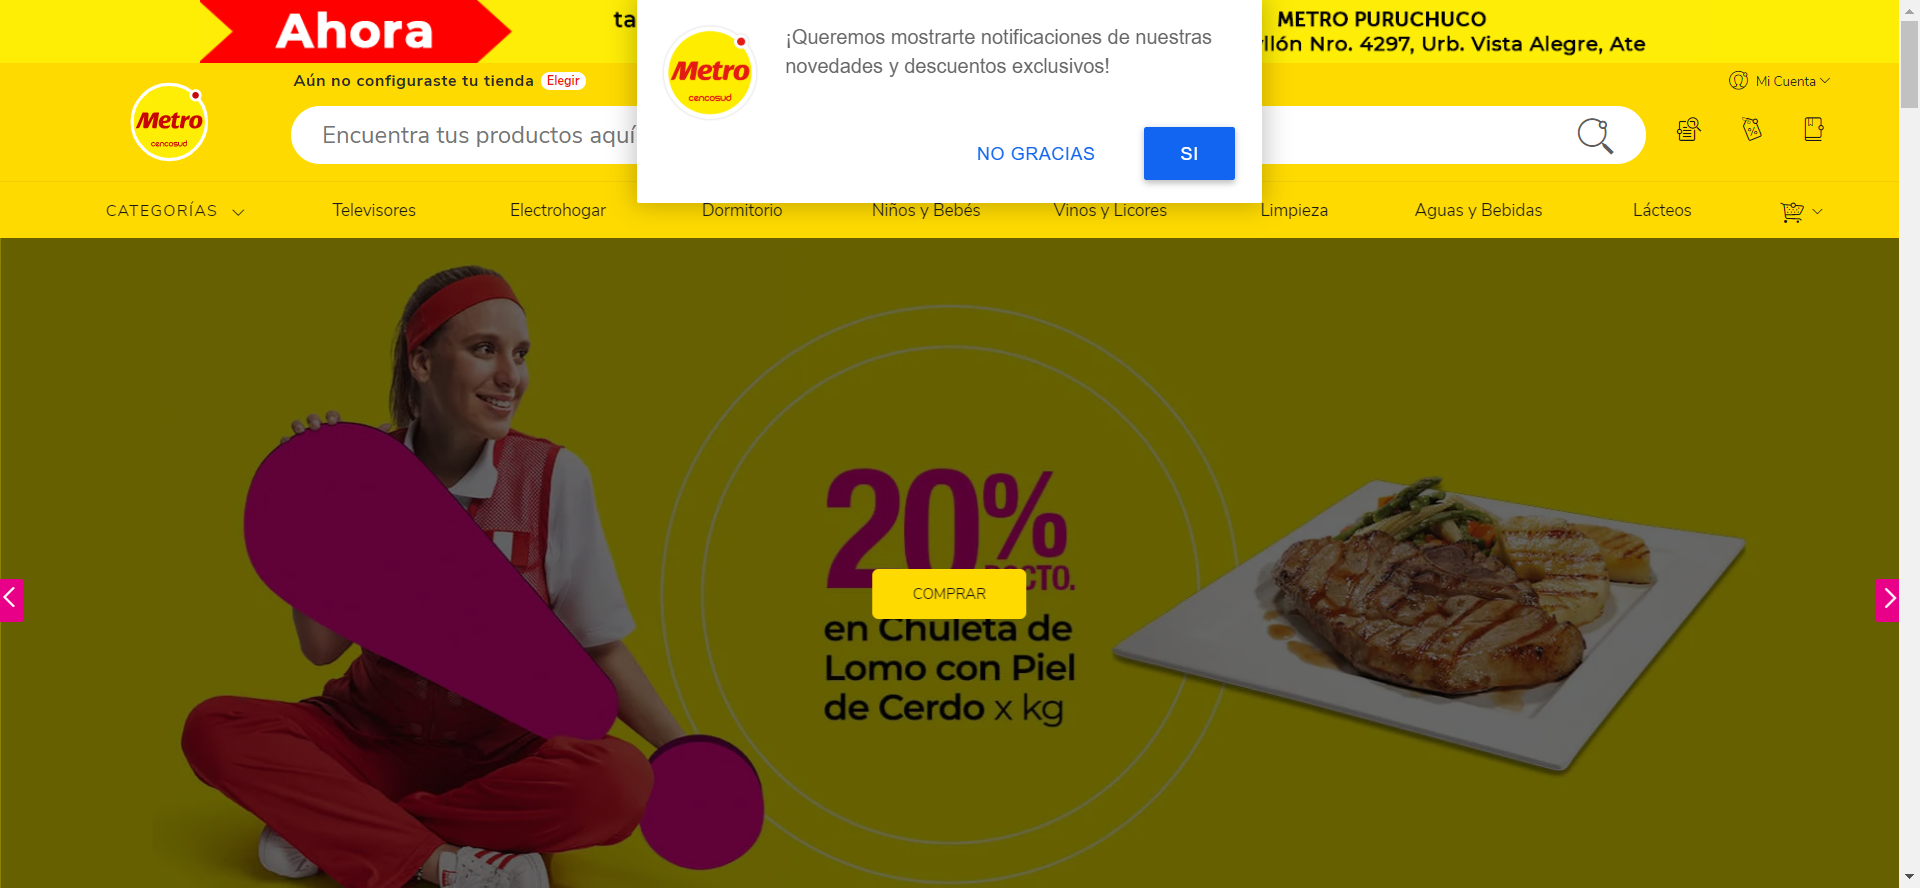 Ahora
ta
METRO PURUCHUCO
llón Nro. 4297, Urb. Vista Alegre, Ate
Metro
cencosud
¡Queremos mostrarte notificaciones de nuestras
novedades y descuentos exclusivos!
NO GRACIAS
SI
Aún no configuraste tu tienda Elegir
Mi Cuenta
Metro
cencosud
Encuentra tus productos aquí
%
CATEGORÍAS
Televisores
Electrohogar
Dormitorio
Niños y Bebés
Vinos y Licores
Limpieza
Aguas y Bebidas
Lácteos
20%
DCTO.
COMPRAR
en Chuleta de
Lomo con Piel
de Cerdo x kg